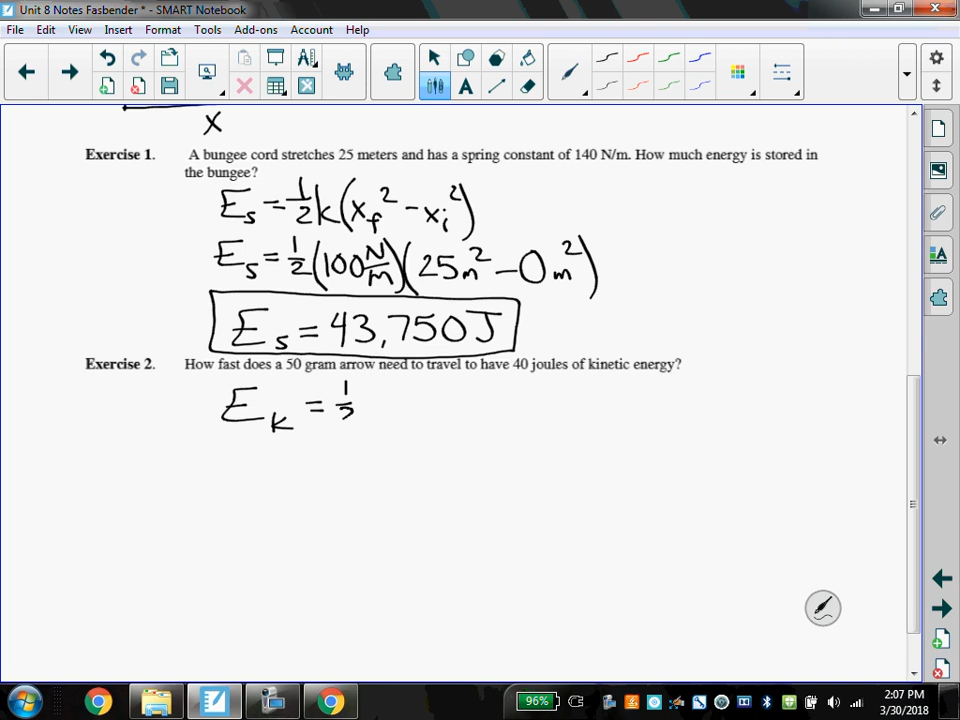 Unit 8 Notes Fasbender * - SMART Notebook
File Edit View Insert Format Tools Add-ons Account Help
x
Exercise 1. A bungee cord stretches 25 meters and has a spring constant of 140 N/m. How much energy is stored in
the bungee?
Es = 1/2 k(xf² - xi²)
Es = 1/2 (100 N/m)(25m² - 0m²)
Es = 43,750J
Exercise 2. How fast does a 50 gram arrow need to travel to have 40 joules of kinetic energy?
Ek = 1/2
96%
2:07 PM
3/30/2018